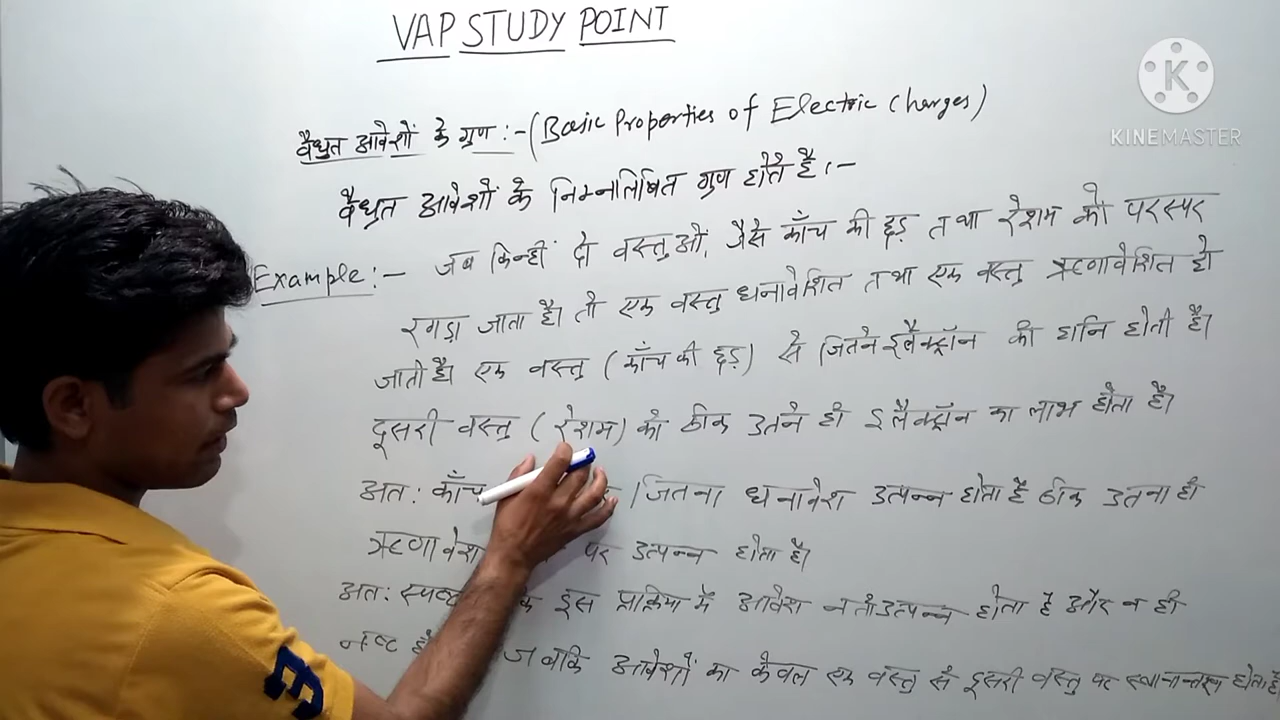 VAP STUDY POINT
K
KINEMASTER
वैधुत आवेशों के गुण :- (Basic Properties of Electric Charges)
वैधुत आवेशों के निम्नलिखित गुण होते है। :-
Example :- जब किन्हीं दो वस्तुओं, जैसे काँच की छड़ तथा रेशम को परस्पर
रगड़ा जाता है। तो एक वस्तु धनावेशित तथा एक वस्तु ऋणावेशित हो
जाती है। एक वस्तु (काँच की छड़) से जितने इलैक्ट्रॉन की हानि होती है।
दूसरी वस्तु (रेशम) को ठीक उतने ही इलैक्ट्रॉन का लाभ होता है।
अत: काँच जितना धनावेश उत्पन्न होता है ठीक उतना ही
ऋणावेश पर उत्पन्न होता है।
अत: इस प्रक्रिया में आवेश न तो उत्पन्न होता है और न ही
नष्ट जबकि आवेशों का केवल एक वस्तु से दूसरी वस्तु पर स्थानान्तरण होता है